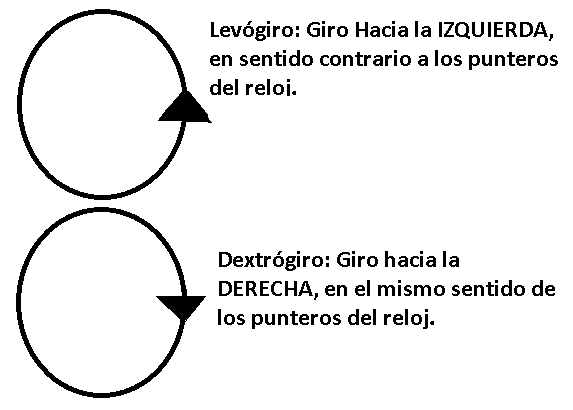 Levógiro: Giro Hacia la IZQUIERDA,
en sentido contrario a los punteros
del reloj.
Dextrógiro: Giro hacia la
DERECHA, en el mismo sentido de
los punteros del reloj.